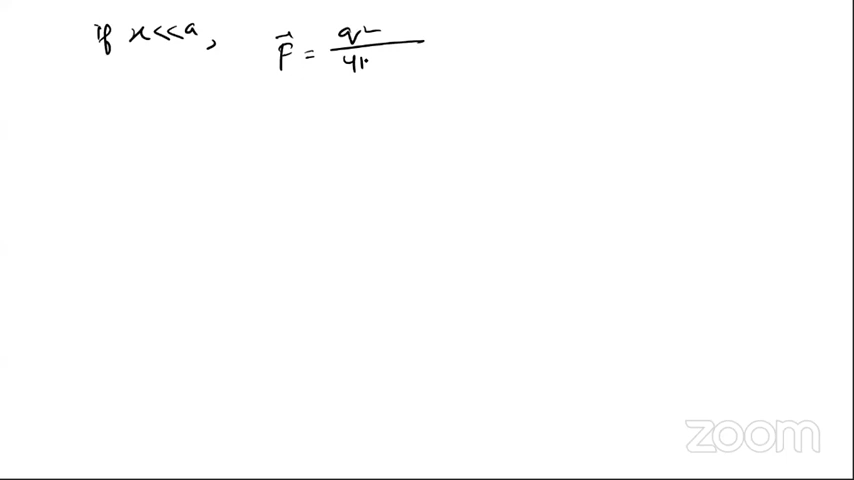 if x<<a, F⃗ = q²/4π
zoom